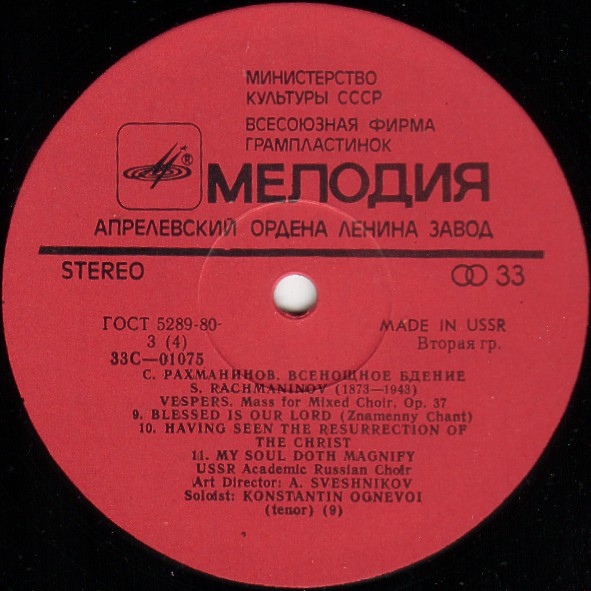 МИНИСТЕРСТВО
КУЛЬТУРЫ СССР
ВСЕСОЮЗНАЯ ФИРМА
ГРАМПЛАСТИНОК
®
МЕЛОДИЯ
АПРЕЛЕВСКИЙ ОРДЕНА ЛЕНИНА ЗАВОД
STEREO
33
ГОСТ 5289-80-
MADE IN USSR
3 (4)
Вторая гр.
33С—01075
С. РАХМАНИНОВ. ВСЕНОЩНОЕ БДЕНИЕ
S. RACHMANINOV (1873—1943)
VESPERS. Mass for Mixed Choir, Op. 37
9. BLESSED IS OUR LORD (Znamenny Chant)
10. HAVING SEEN THE RESURRECTION OF
THE CHRIST
11. MY SOUL DOTH MAGNIFY
USSR Academic Russian Choir
Art Director: A. SVESHNIKOV
Soloist: KONSTANTIN OGNEVOI
(tenor) (9)